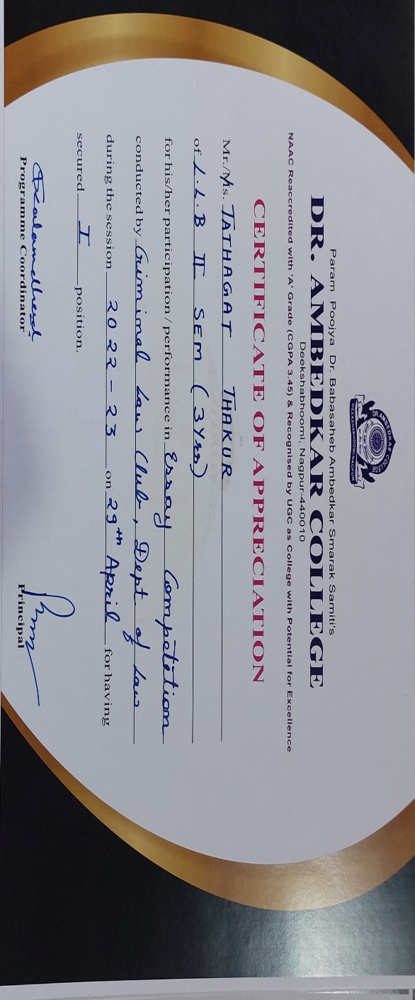 DR. AMBEDKAR COLLEGE
DEEKSHABHOOMI, NAGPUR
Param Poojya Dr. Babasaheb Ambedkar Smarak Samiti's
DR. AMBEDKAR COLLEGE
Deekshabhoomi, Nagpur-440010
NAAC Reaccredited with 'A' Grade (CGPA 3.45) & Recognised by UGC as College with Potential for Excellence
CERTIFICATE OF APPRECIATION
Mr./Ms. TATHAGAT THAKUR
of L.L.B II SEM (3Yrs)
for his/her participation / performance in Essay Competition
conducted by Criminal Law Club, Dept of Law
during the session 2022-23 on 29th April for having
secured I position.
Programme Coordinator
Principal